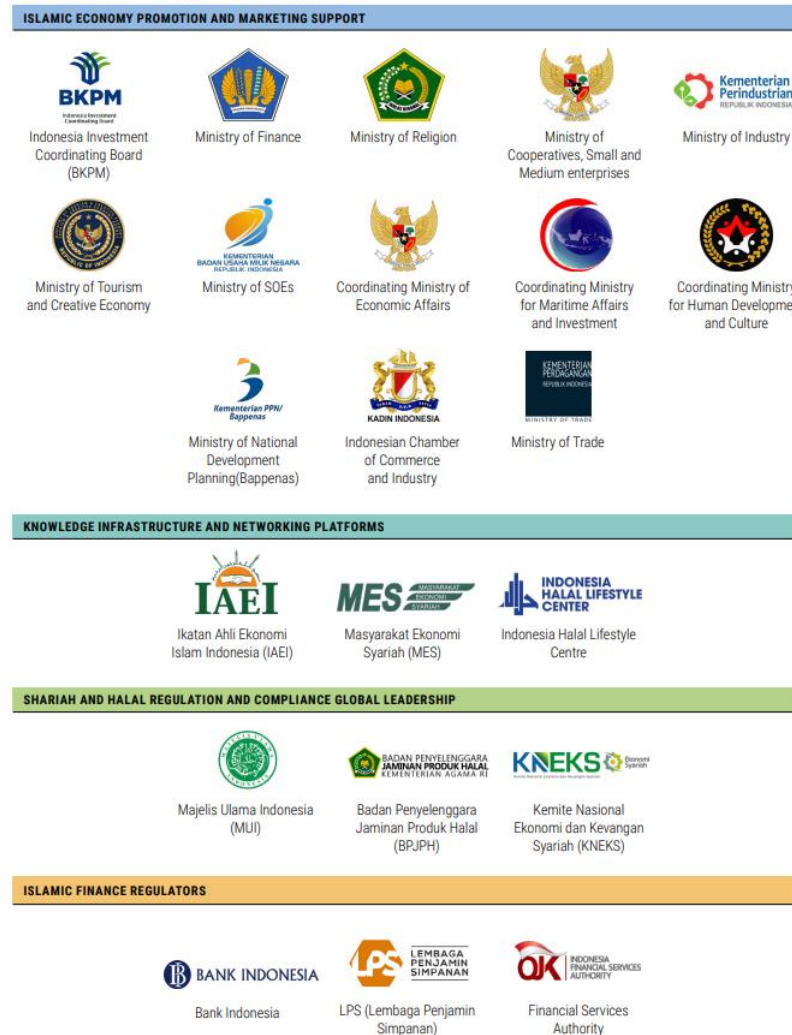 ISLAMIC ECONOMY PROMOTION AND MARKETING SUPPORT
BKPM
Indonesia Investment
Coordinating Board
Kementerian
Perindustrian
REPUBLIK INDONESIA
Indonesia Investment
Coordinating Board
(BKPM)
Ministry of Finance
Ministry of Religion
Ministry of
Cooperatives, Small and
Medium enterprises
Ministry of Industry
REPUBLIC OF INDONESIA
KEMENTERIAN
BADAN USAHA MILIK NEGARA
REPUBLIK INDONESIA
Ministry of Tourism
and Creative Economy
Ministry of SOEs
Coordinating Ministry of
Economic Affairs
Coordinating Ministry
for Maritime Affairs
and Investment
Coordinating Ministry
for Human Developme
and Culture
Kementerian PPN/
Bappenas
KADIN INDONESIA
KEMENTERIAN
PERDAGANGAN
REPUBLIK INDONESIA
MINISTRY OF TRADE
Ministry of National
Development
Planning(Bappenas)
Indonesian Chamber
of Commerce
and Industry
Ministry of Trade
KNOWLEDGE INFRASTRUCTURE AND NETWORKING PLATFORMS
IAEI
MES
MASYARAKAT
EKONOMI
SYARIAH
INDONESIA
HALAL LIFESTYLE
CENTER
Ikatan Ahli Ekonomi
Islam Indonesia (IAEI)
Masyarakat Ekonomi
Syariah (MES)
Indonesia Halal Lifestyle
Centre
SHARIAH AND HALAL REGULATION AND COMPLIANCE GLOBAL LEADERSHIP
BADAN PENYELENGGARA
JAMINAN PRODUK HALAL
KEMENTERIAN AGAMA RI
KNEKS
Ekonomi
Syariah
Majelis Ulama Indonesia
(MUI)
Badan Penyelenggara
Jaminan Produk Halal
(BPJPH)
Kemite Nasional
Ekonomi dan Kevangan
Syariah (KNEKS)
ISLAMIC FINANCE REGULATORS
BANK INDONESIA
LPS
LEMBAGA
PENJAMIN
SIMPANAN
OJK
INDONESIA
FINANCIAL SERVICES
AUTHORITY
Bank Indonesia
LPS (Lembaga Penjamin
Simpanan)
Financial Services
Authority